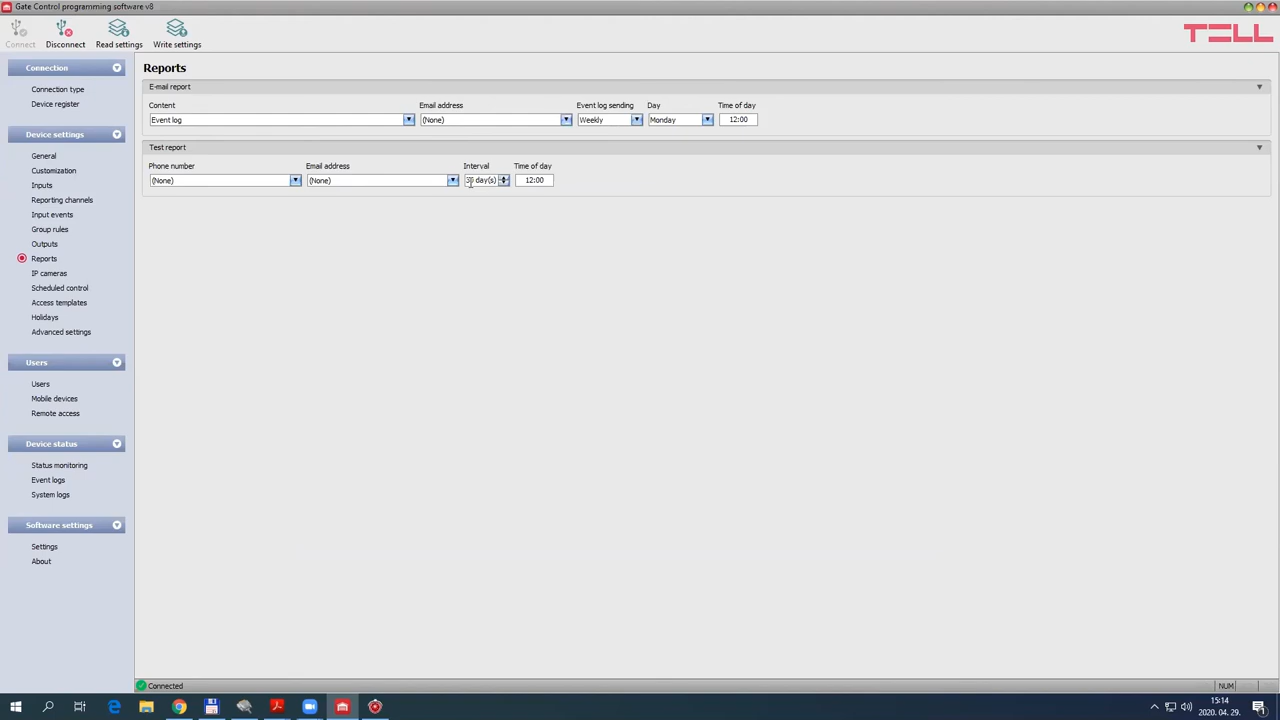 Gate Control programming software v8
Connect
Disconnect
Read settings
Write settings
TELL
Connection
Connection type
Device register
Device settings
General
Customization
Inputs
Reporting channels
Input events
Group rules
Outputs
Reports
IP cameras
Scheduled control
Access templates
Holidays
Advanced settings
Users
Users
Mobile devices
Remote access
Device status
Status monitoring
Event logs
System logs
Software settings
Settings
About
Reports
E-mail report
Content
Email address
Event log sending
Day
Time of day
Event log
(None)
Weekly
Monday
12:00
Test report
Phone number
Email address
Interval
Time of day
(None)
(None)
day(s)
12:00
Connected
NUM
15:14
2020. 04. 29.